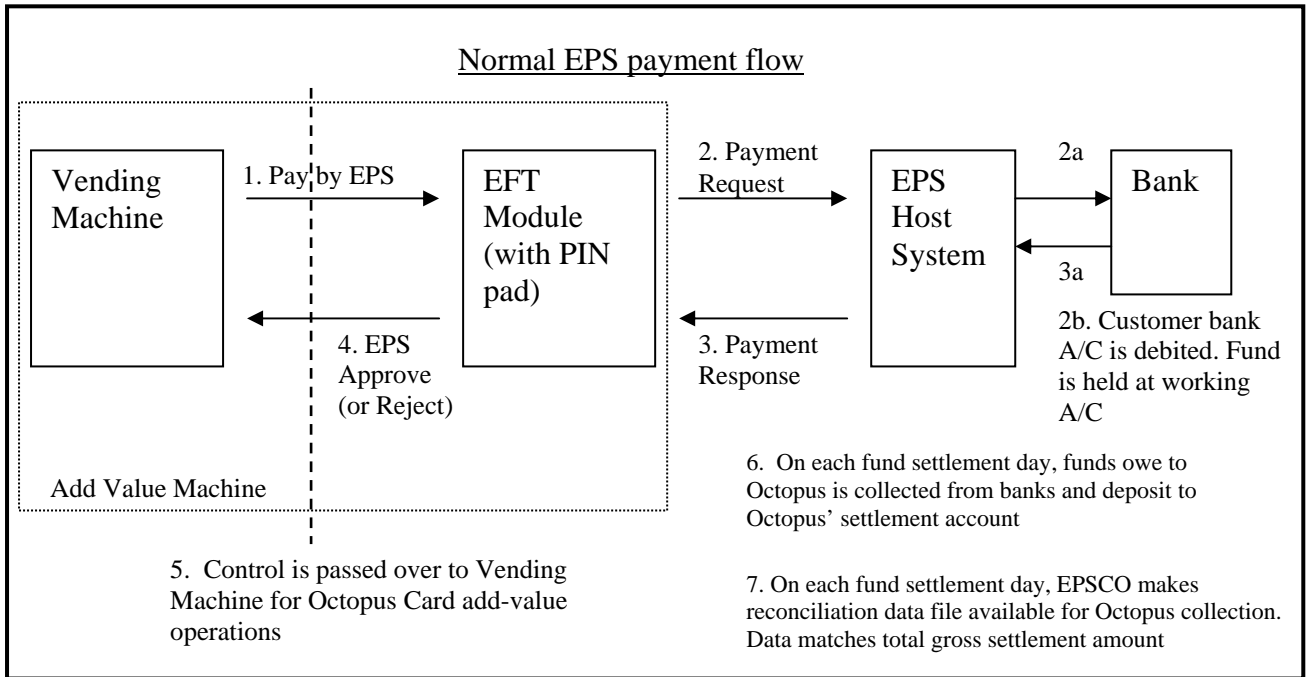 Normal EPS payment flow
Vending
Machine
1. Pay by EPS
EFT
Module
(with PIN
pad)
2. Payment
Request
EPS
Host
System
2a
Bank
3a
4. EPS
Approve
(or Reject)
3. Payment
Response
2b. Customer bank
A/C is debited. Fund
is held at working
A/C
Add Value Machine
6. On each fund settlement day, funds owe to
Octopus is collected from banks and deposit to
Octopus’ settlement account
5. Control is passed over to Vending
Machine for Octopus Card add-value
operations
7. On each fund settlement day, EPSCO makes
reconciliation data file available for Octopus collection.
Data matches total gross settlement amount